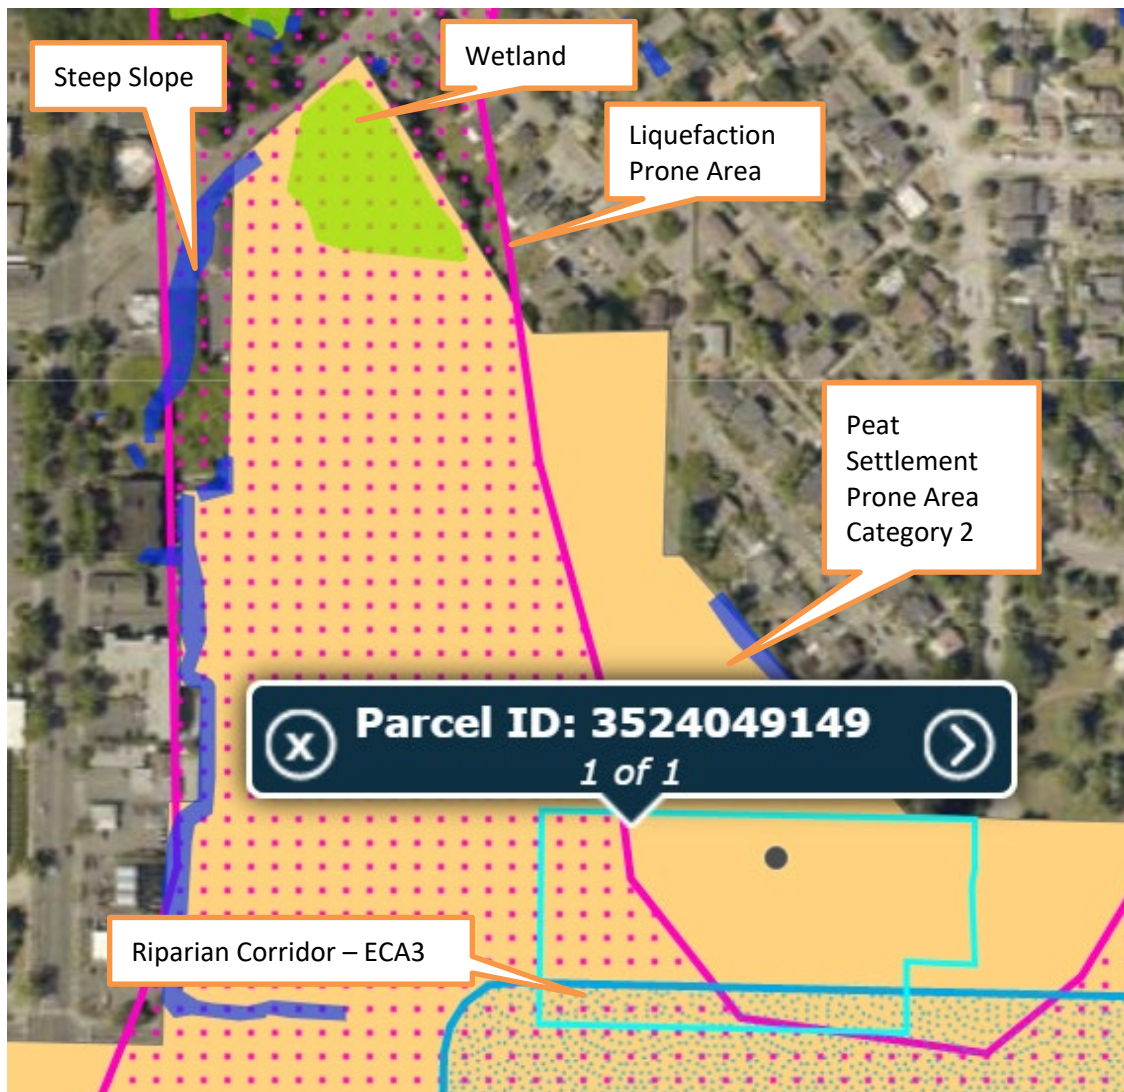 Wetland
Steep Slope
Liquefaction
Prone Area
Peat
Settlement
Prone Area
Category 2
X Parcel ID: 3524049149
1 of 1
Riparian Corridor – ECA3